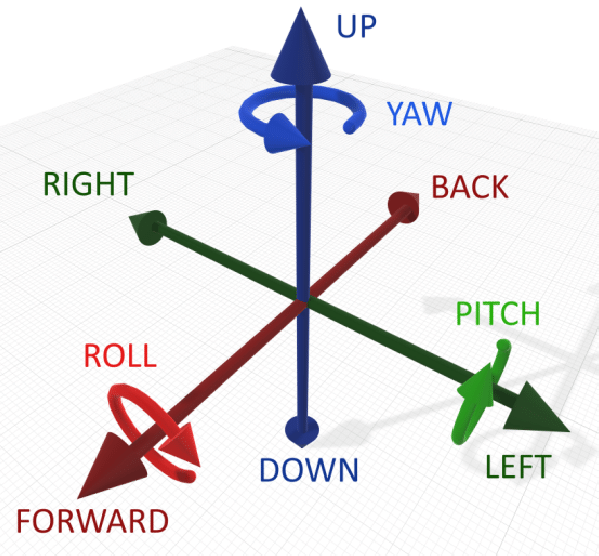 UP
YAW
RIGHT
BACK
PITCH
ROLL
DOWN
LEFT
FORWARD